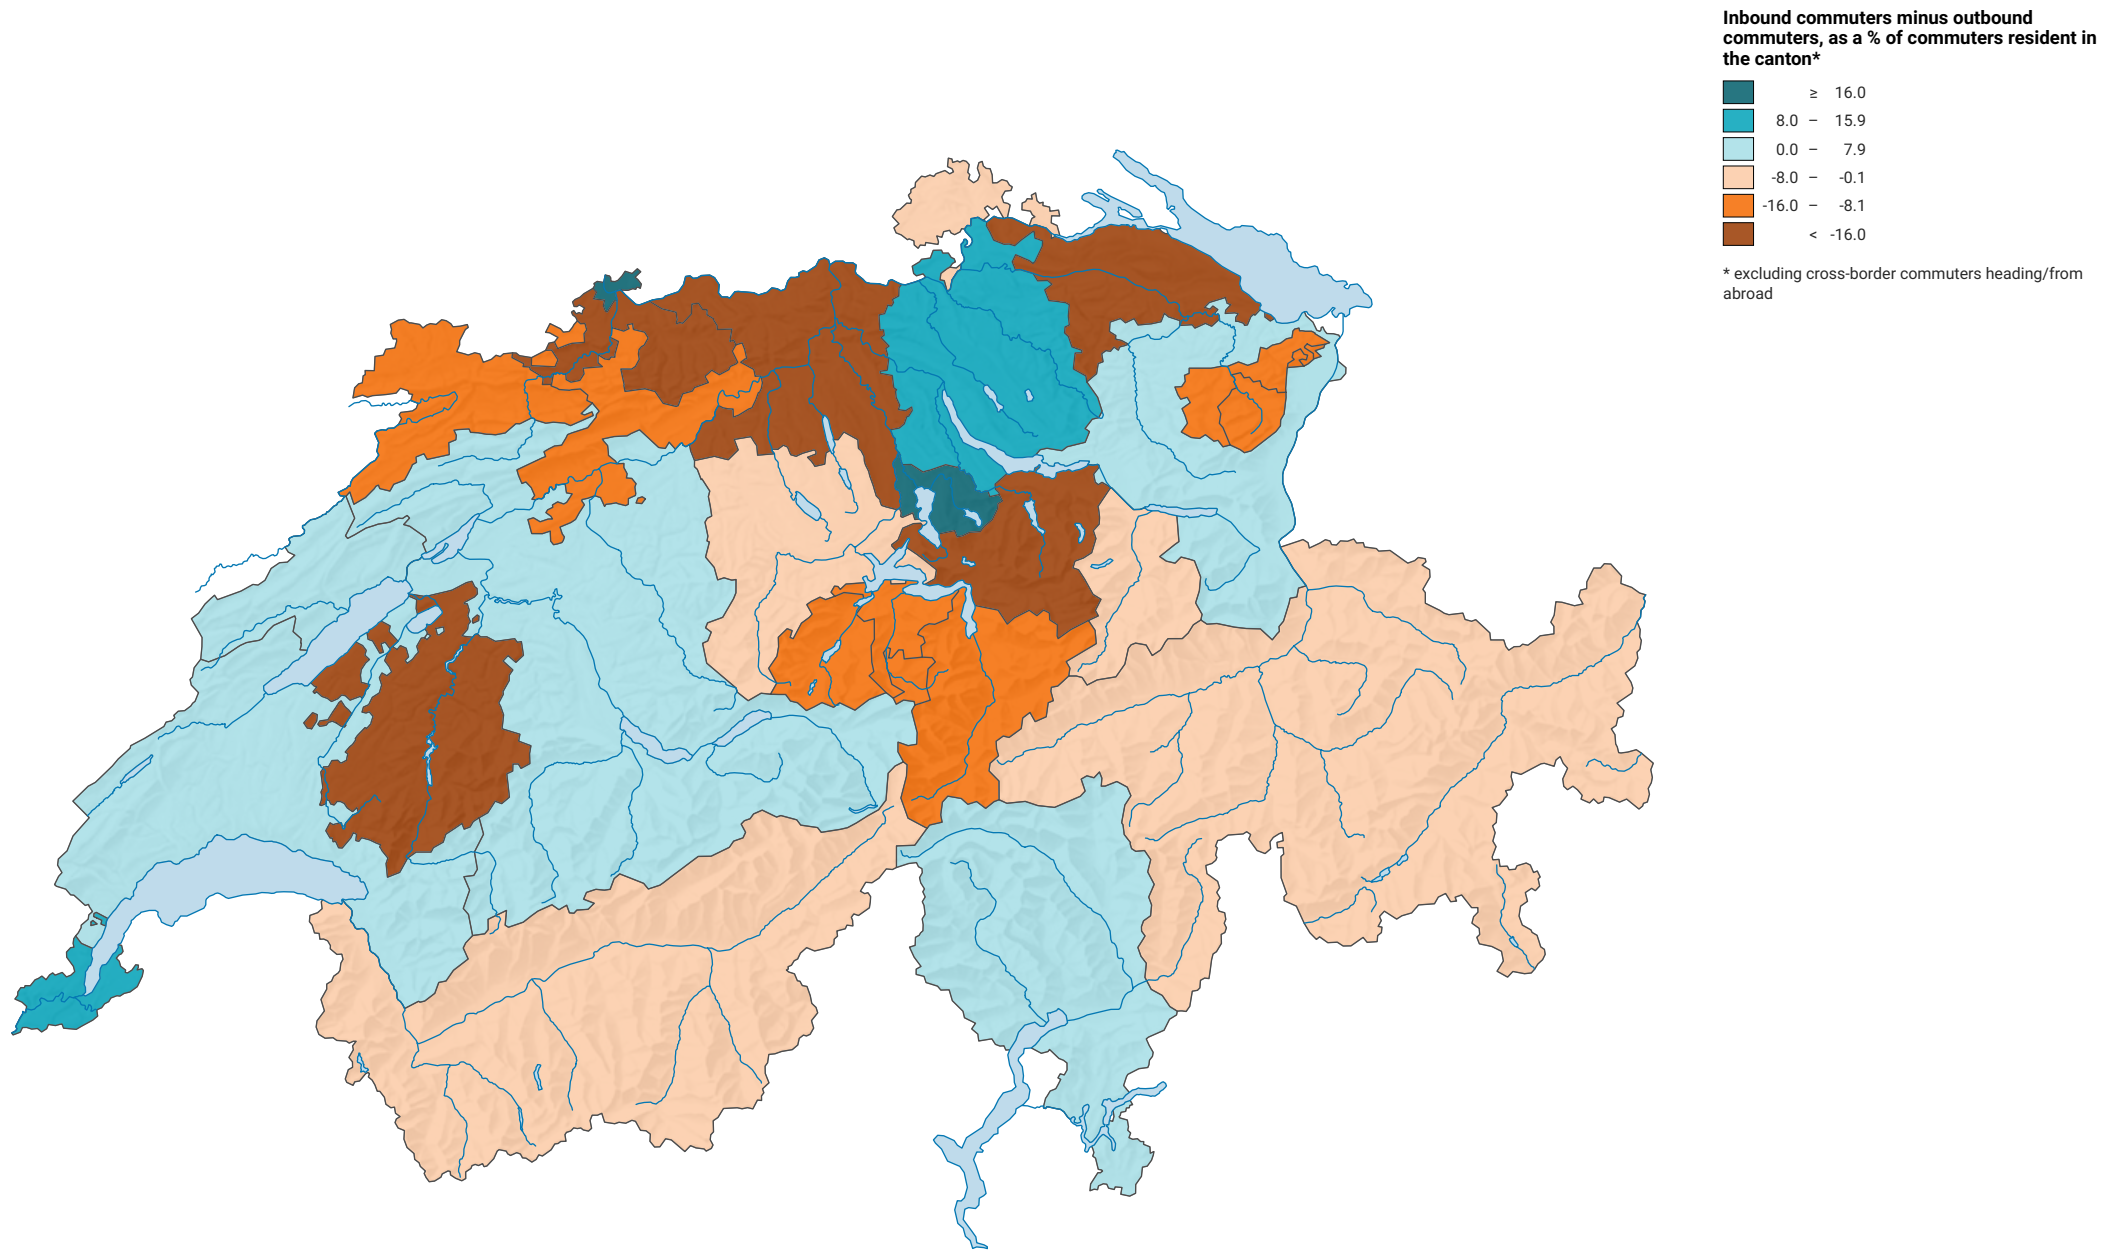 Inbound commuters minus outbound
commuters, as a % of commuters resident in
the canton*
≥ 16.0
8.0 – 15.9
0.0 – 7.9
-8.0 – -0.1
-16.0 – -8.1
< -16.0
* excluding cross-border commuters heading/from
abroad